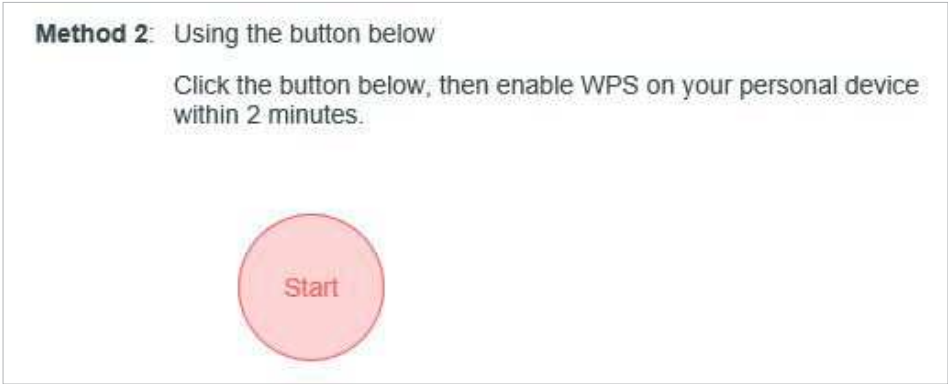 Method 2: Using the button below
Click the button below, then enable WPS on your personal device
within 2 minutes.
Start